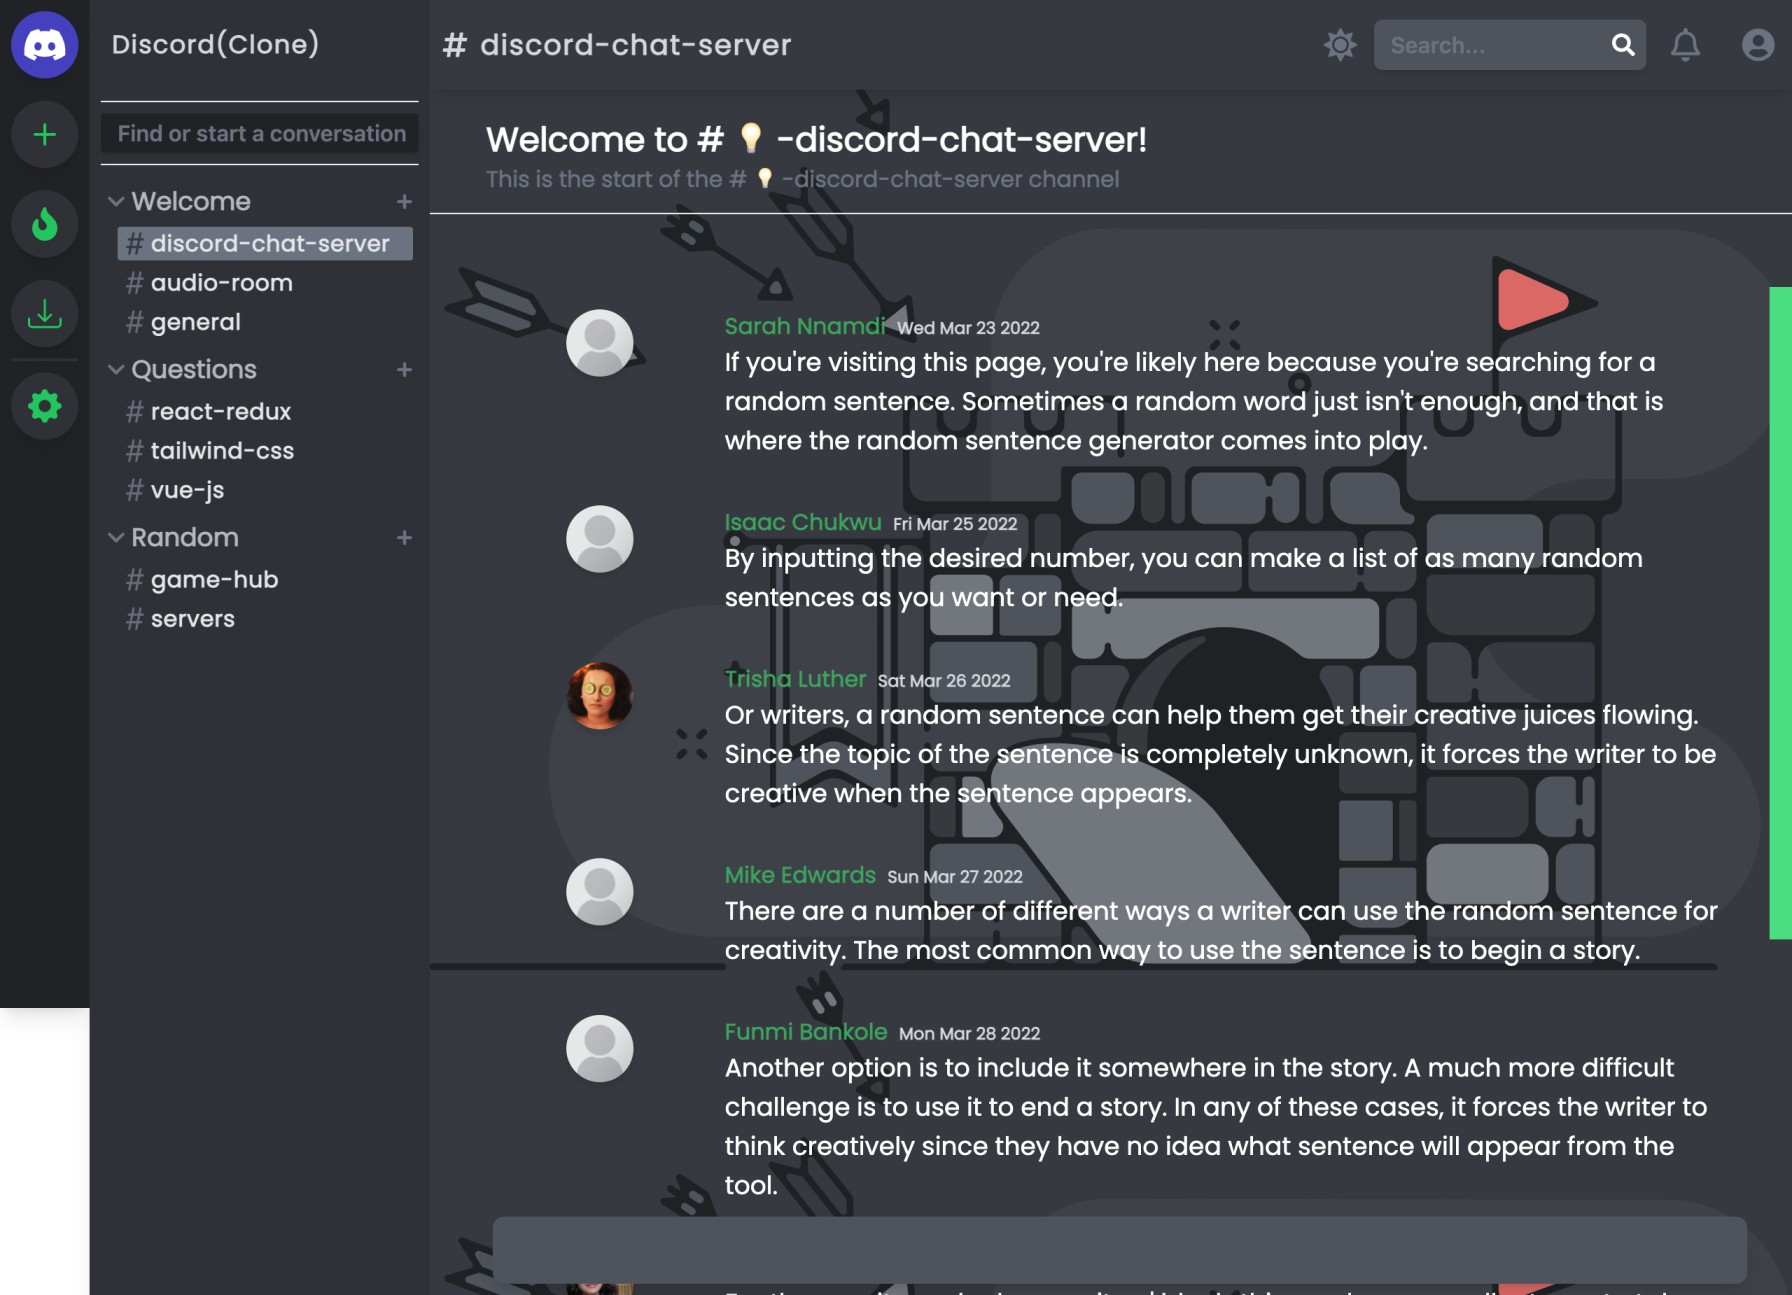 Discord(Clone)
Find or start a conversation
Welcome
# discord-chat-server
# audio-room
# general
Questions
# react-redux
# tailwind-css
# vue-js
Random
# game-hub
# servers
# discord-chat-server
Search...
Welcome to # 💡 -discord-chat-server!
This is the start of the # 💡 -discord-chat-server channel
Sarah Nnamdi Wed Mar 23 2022
If you're visiting this page, you're likely here because you're searching for a
random sentence. Sometimes a random word just isn't enough, and that is
where the random sentence generator comes into play.
Isaac Chukwu Fri Mar 25 2022
By inputting the desired number, you can make a list of as many random
sentences as you want or need.
Trisha Luther Sat Mar 26 2022
Or writers, a random sentence can help them get their creative juices flowing.
Since the topic of the sentence is completely unknown, it forces the writer to be
creative when the sentence appears.
Mike Edwards Sun Mar 27 2022
There are a number of different ways a writer can use the random sentence for
creativity. The most common way to use the sentence is to begin a story.
Funmi Bankole Mon Mar 28 2022
Another option is to include it somewhere in the story. A much more difficult
challenge is to use it to end a story. In any of these cases, it forces the writer to
think creatively since they have no idea what sentence will appear from the
tool.